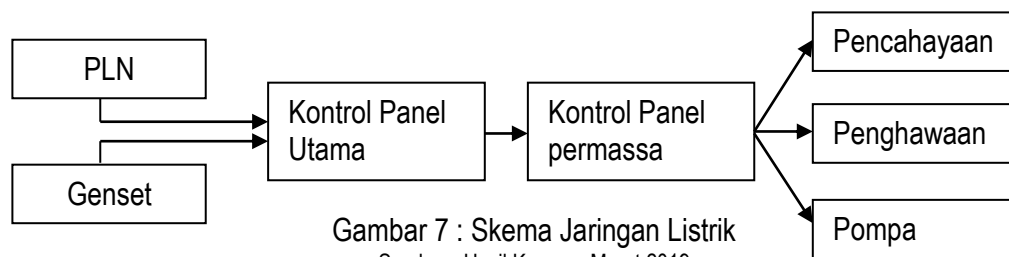 PLN
Genset
Kontrol Panel
Utama
Kontrol Panel
permassa
Pencahayaan
Penghawaan
Pompa
Gambar 7 : Skema Jaringan Listrik